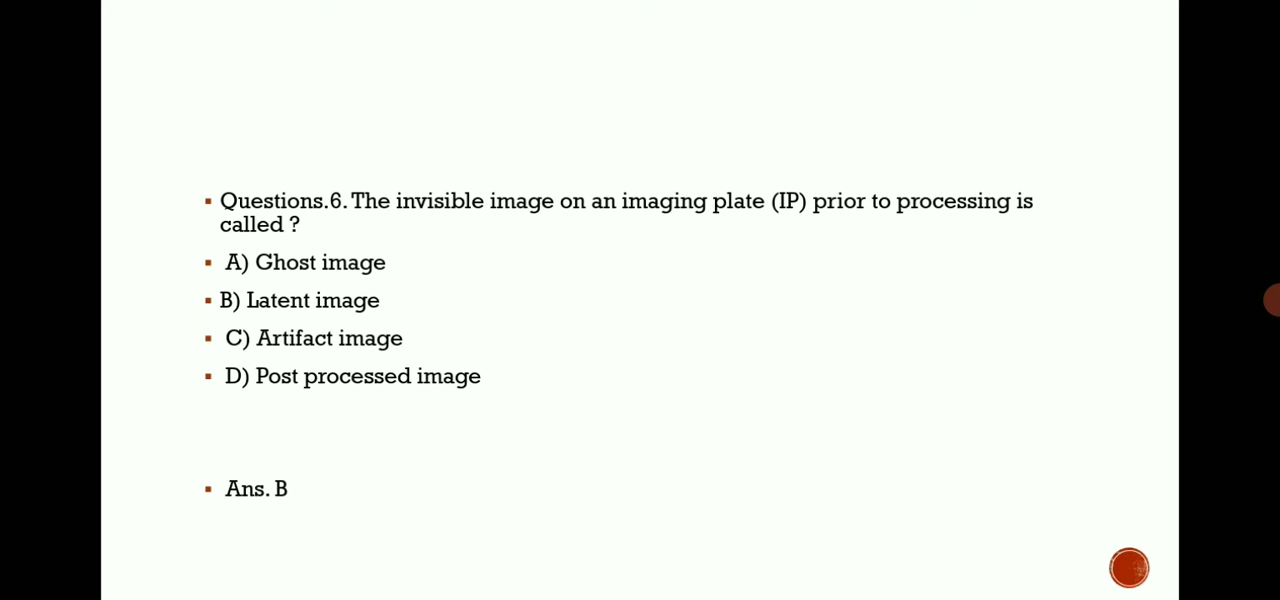 Questions.6. The invisible image on an imaging plate (IP) prior to processing is
called ?
A) Ghost image
B) Latent image
C) Artifact image
D) Post processed image
Ans. B